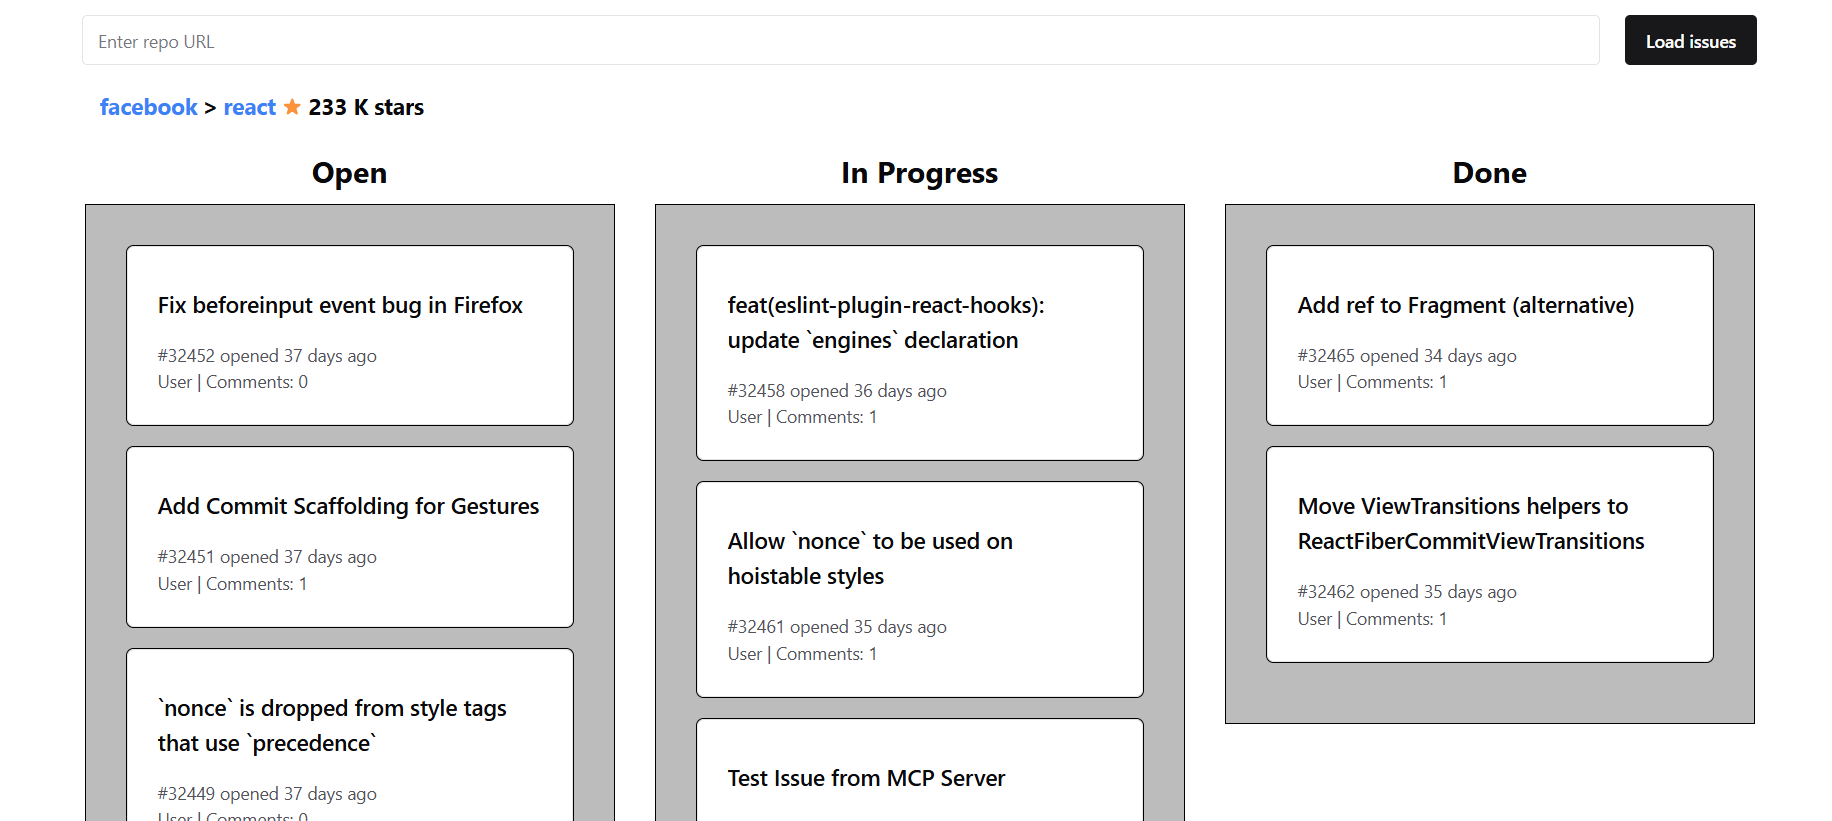 Enter repo URL
Load issues
facebook > react ★ 233 K stars
Open
Fix beforeinput event bug in Firefox
#32452 opened 37 days ago
User | Comments: 0
Add Commit Scaffolding for Gestures
#32451 opened 37 days ago
User | Comments: 1
`nonce` is dropped from style tags
that use `precedence`
#32449 opened 37 days ago
User | Comments: 0
In Progress
feat(eslint-plugin-react-hooks):
update `engines` declaration
#32458 opened 36 days ago
User | Comments: 1
Allow `nonce` to be used on
hoistable styles
#32461 opened 35 days ago
User | Comments: 1
Test Issue from MCP Server
Done
Add ref to Fragment (alternative)
#32465 opened 34 days ago
User | Comments: 1
Move ViewTransitions helpers to
ReactFiberCommitViewTransitions
#32462 opened 35 days ago
User | Comments: 1